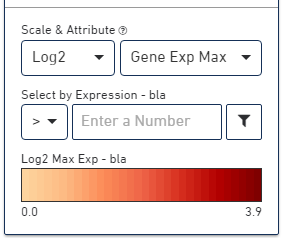 Scale & Attribute ?
Log2 Gene Exp Max
Select by Expression - bla
> Enter a Number
Log2 Max Exp - bla
0.0 3.9